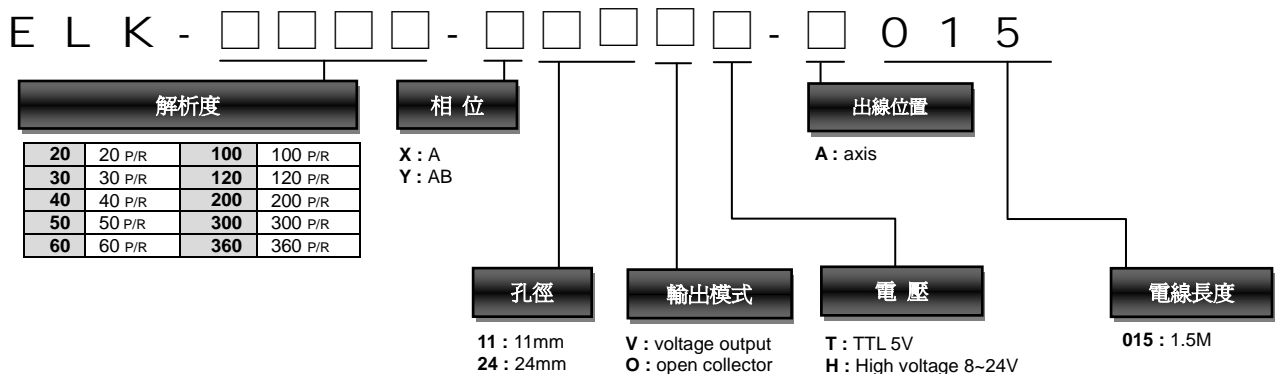 E L K - □ □ □ □ - □ □ □ □ □ - □ 0 1 5
解析度
相 位
出線位置
20 20 P/R 100 100 P/R
30 30 P/R 120 120 P/R
40 40 P/R 200 200 P/R
50 50 P/R 300 300 P/R
60 60 P/R 360 360 P/R
X : A
Y : AB
A : axis
孔徑
輸出模式
電 壓
電線長度
11 : 11mm
24 : 24mm
V : voltage output
O : open collector
T : TTL 5V
H : High voltage 8~24V
015 : 1.5M